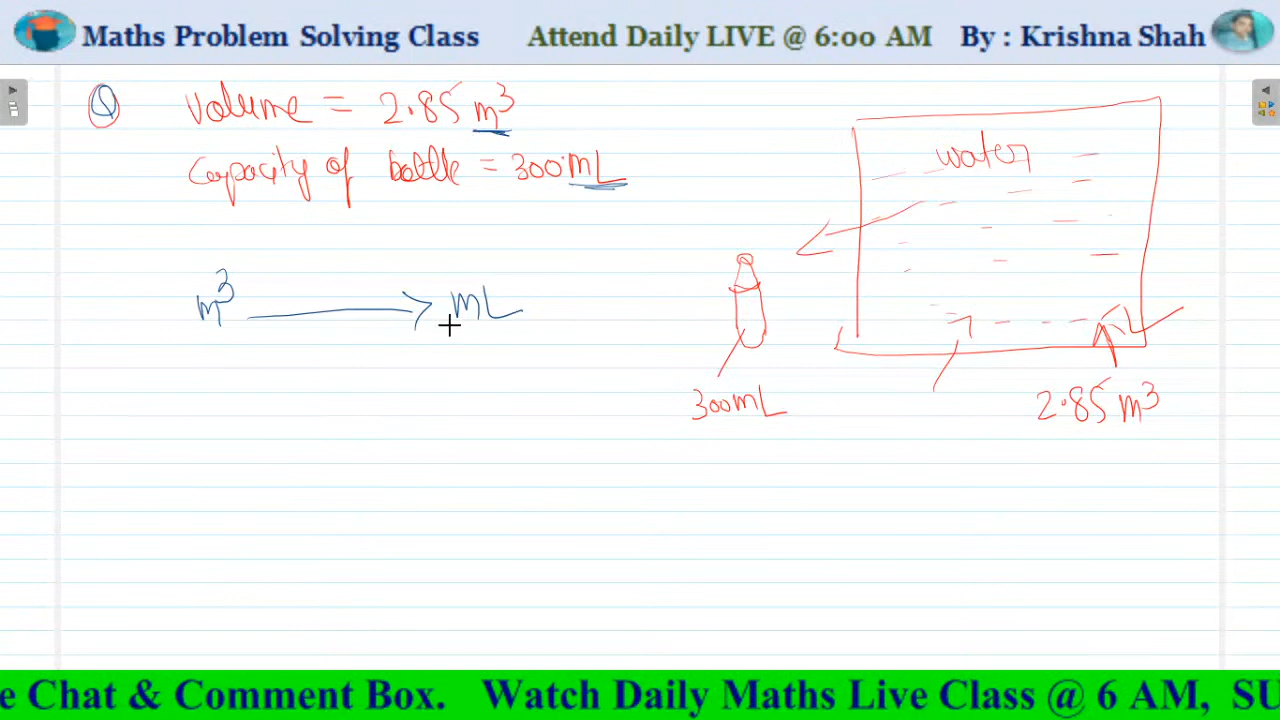 Maths Problem Solving Class Attend Daily LIVE @ 6:00 AM By : Krishna Shah
Q volume = 2.85 m³
Capacity of bottle = 300 mL
water
m³ → mL
300mL
2.85 m³
e Chat & Comment Box. Watch Daily Maths Live Class @ 6 AM, SU